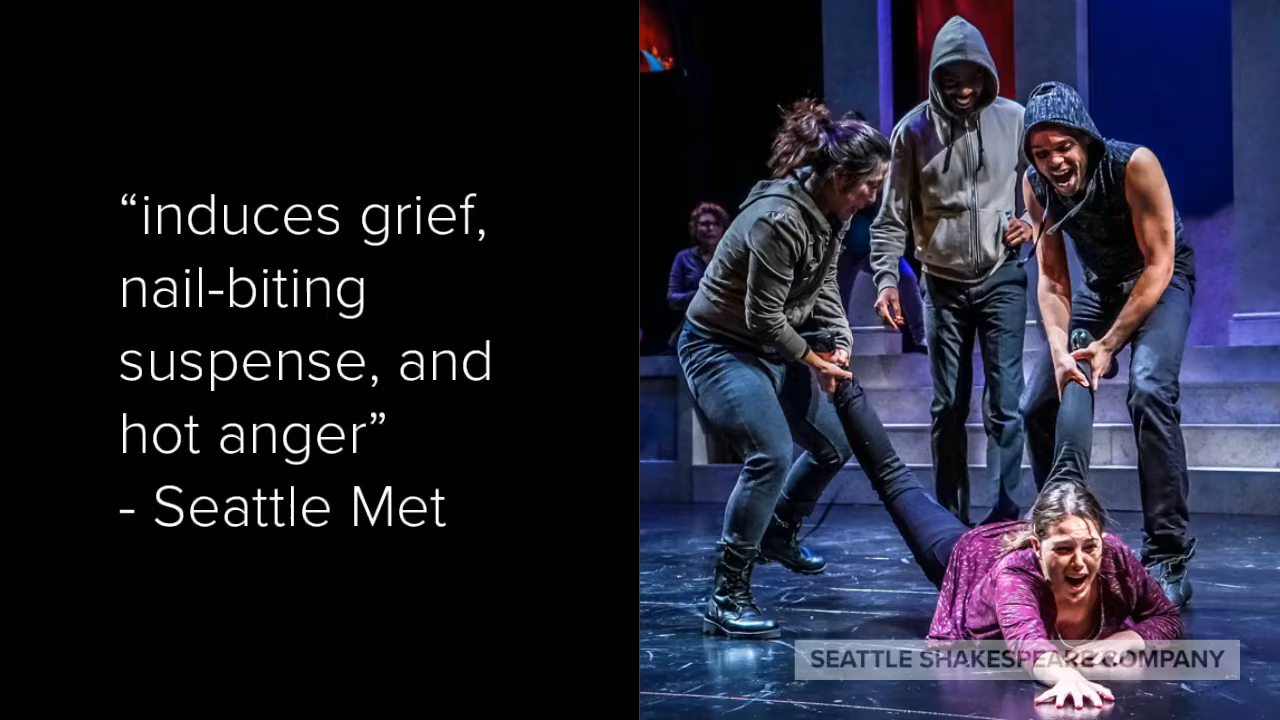 “induces grief,
nail-biting
suspense, and
hot anger”
- Seattle Met
SEATTLE SHAKESPEARE COMPANY